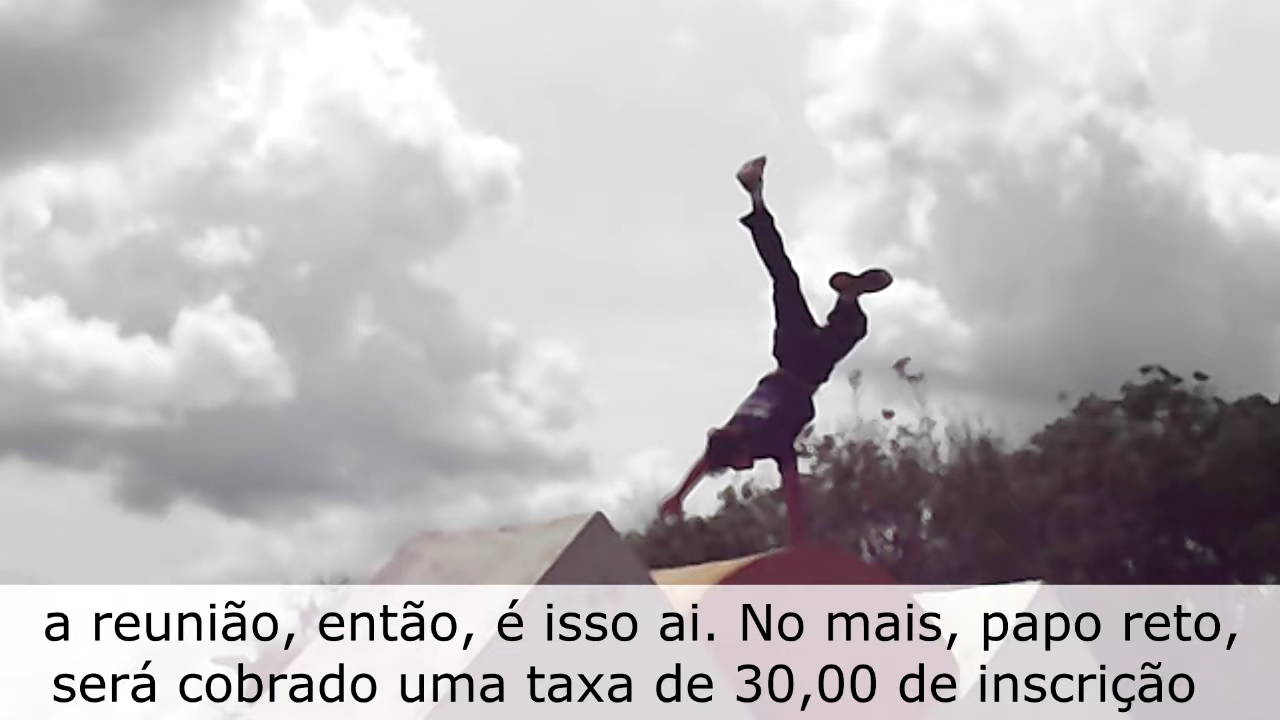 a reunião, então, é isso ai. No mais, papo reto,
será cobrado uma taxa de 30,00 de inscrição